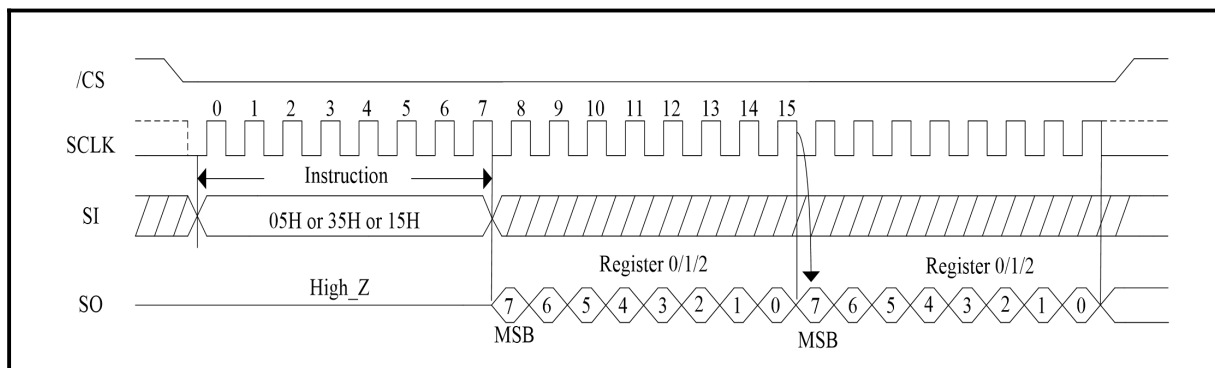 /CS
0 1 2 3 4 5 6 7 8 9 10 11 12 13 14 15
SCLK
Instruction
SI
05H or 35H or 15H
Register 0/1/2 Register 0/1/2
High_Z
SO
7 6 5 4 3 2 1 0 7 6 5 4 3 2 1 0
MSB MSB